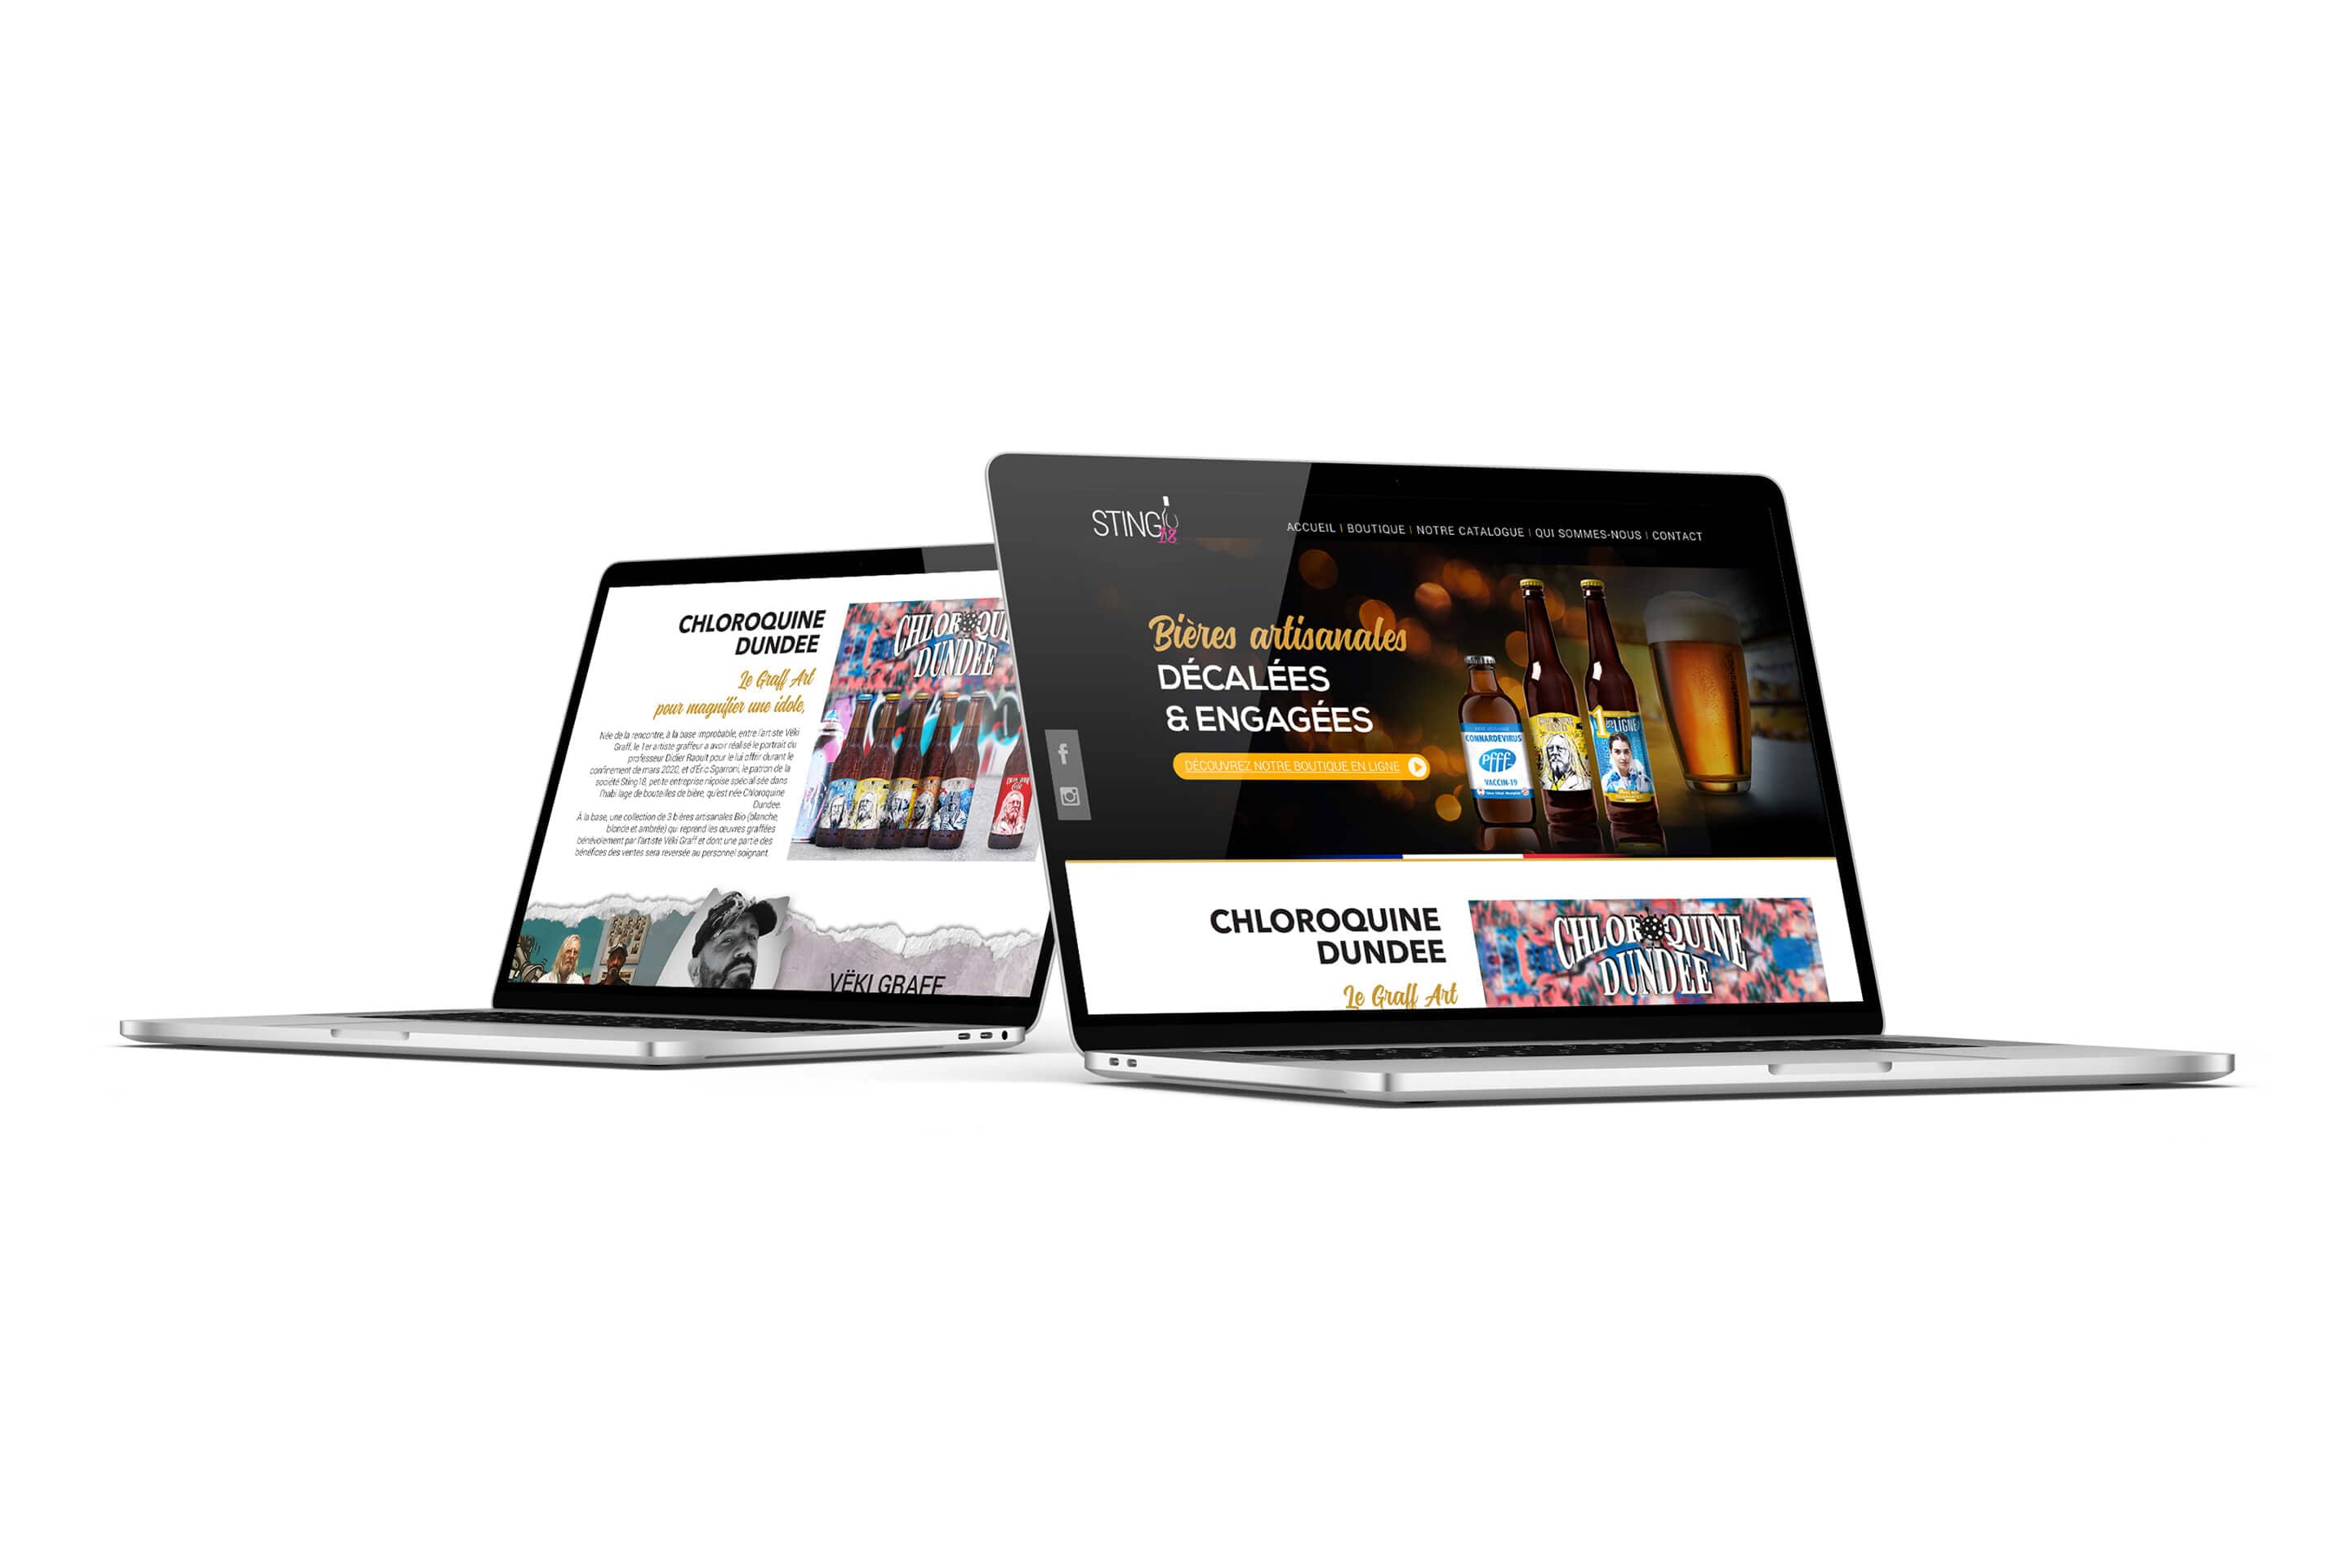 CHLOROQUINE
DUNDEE
Le Graff Art
pour magnifier une idole,
Née de la rencontre, à la base improbable, entre l'artiste Vëki
Graff, le 1er artiste graffeur a avoir réalisé le portrait du
professeur Didier Raoult pour le lui offrir durant le
confinement de mars 2020, et d'Éric Sgarroni, le patron de la
société Sting18, petite entreprise niçoise spécialisée dans
l'habillage de bouteilles de bière, qu'est née Chloroquine
Dundee.
À la base, une collection de 3 bières artisanales Bio (blanche,
blonde et ambrée) qui reprend les œuvres graffées
bénévolement par l'artiste Vëki Graff et dont une partie des
bénéfices des ventes sera reversée au personnel soignant.
CHLOROQUI
DUNDEE
VËKI GRAFF
STING18
ACCUEIL | BOUTIQUE | NOTRE CATALOGUE | QUI SOMMES-NOUS | CONTACT
Bières artisanales
DÉCALÉES
& ENGAGÉES
DÉCOUVREZ NOTRE BOUTIQUE EN LIGNE
CONNARDEVIRUS
Pfff
VACCIN-19
1ère LIGNE
CHLOROQUINE
DUNDEE
Le Graff Art
CHLOROQUINE
DUNDEE